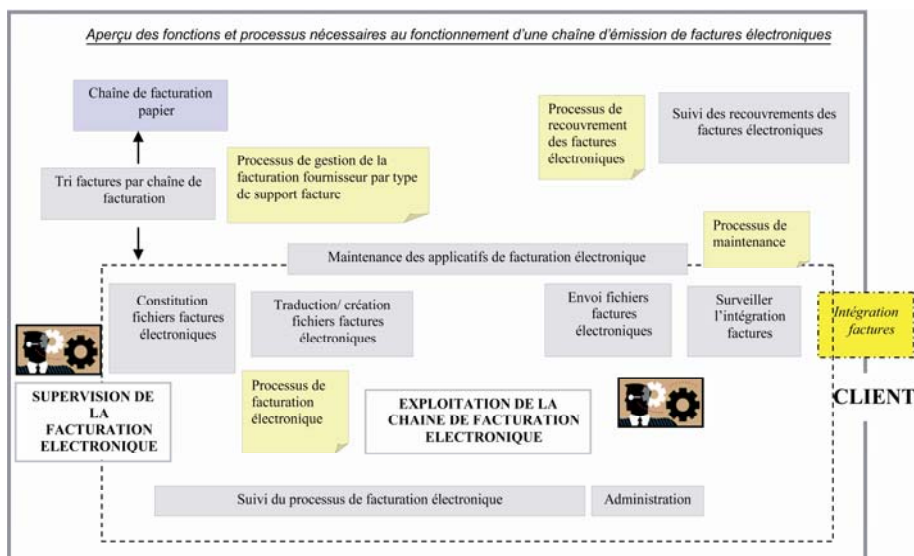 Aperçu des fonctions et processus nécessaires au fonctionnement d'une chaîne d'émission de factures électroniques
Chaîne de facturation
papier
Processus de
recouvrement
des factures
électroniques
Suivi des recouvrements des
factures électroniques
Tri factures par chaîne de
facturation
Processus de gestion de la
facturation fournisseur par type
de support facture
Processus de
maintenance
Maintenance des applicatifs de facturation électronique
Constitution
fichiers factures
électroniques
Traduction/ création
fichiers factures
électroniques
Envoi fichiers
factures
électroniques
Surveiller
l'intégration
factures
Intégration
factures
SUPERVISION DE
LA
FACTURATION
ELECTRONIQUE
Processus de
facturation
électronique
EXPLOITATION DE LA
CHAINE DE FACTURATION
ELECTRONIQUE
CLIENT
Suivi du processus de facturation électronique
Administration